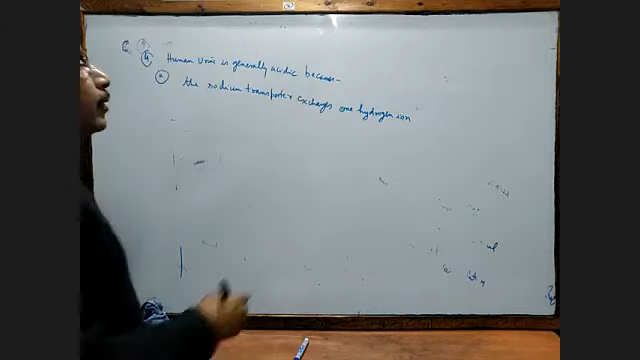 Human Urine is generally acidic because-
(a) the sodium transporter exchanges one hydrogen ion